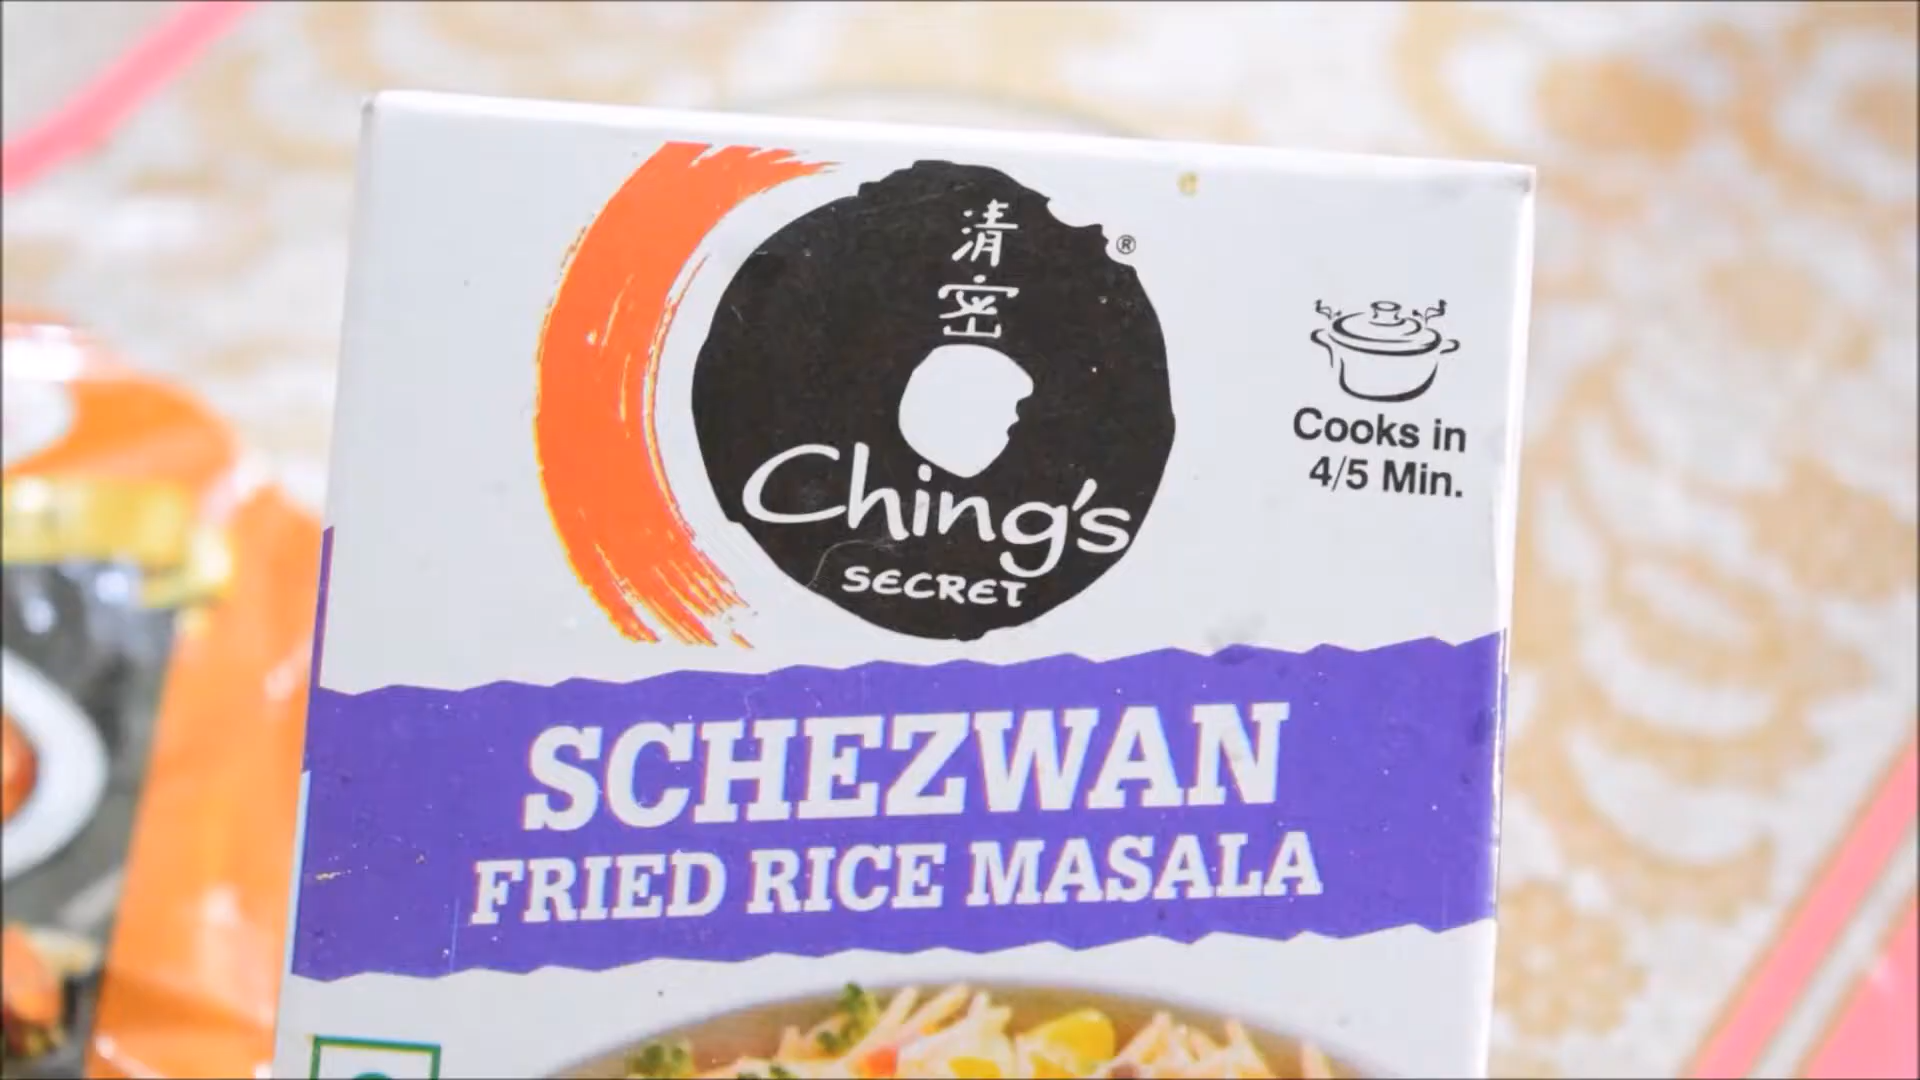 清
密
®
Ching's
SECRET
Cooks in
4/5 Min.
SCHEZWAN
FRIED RICE MASALA